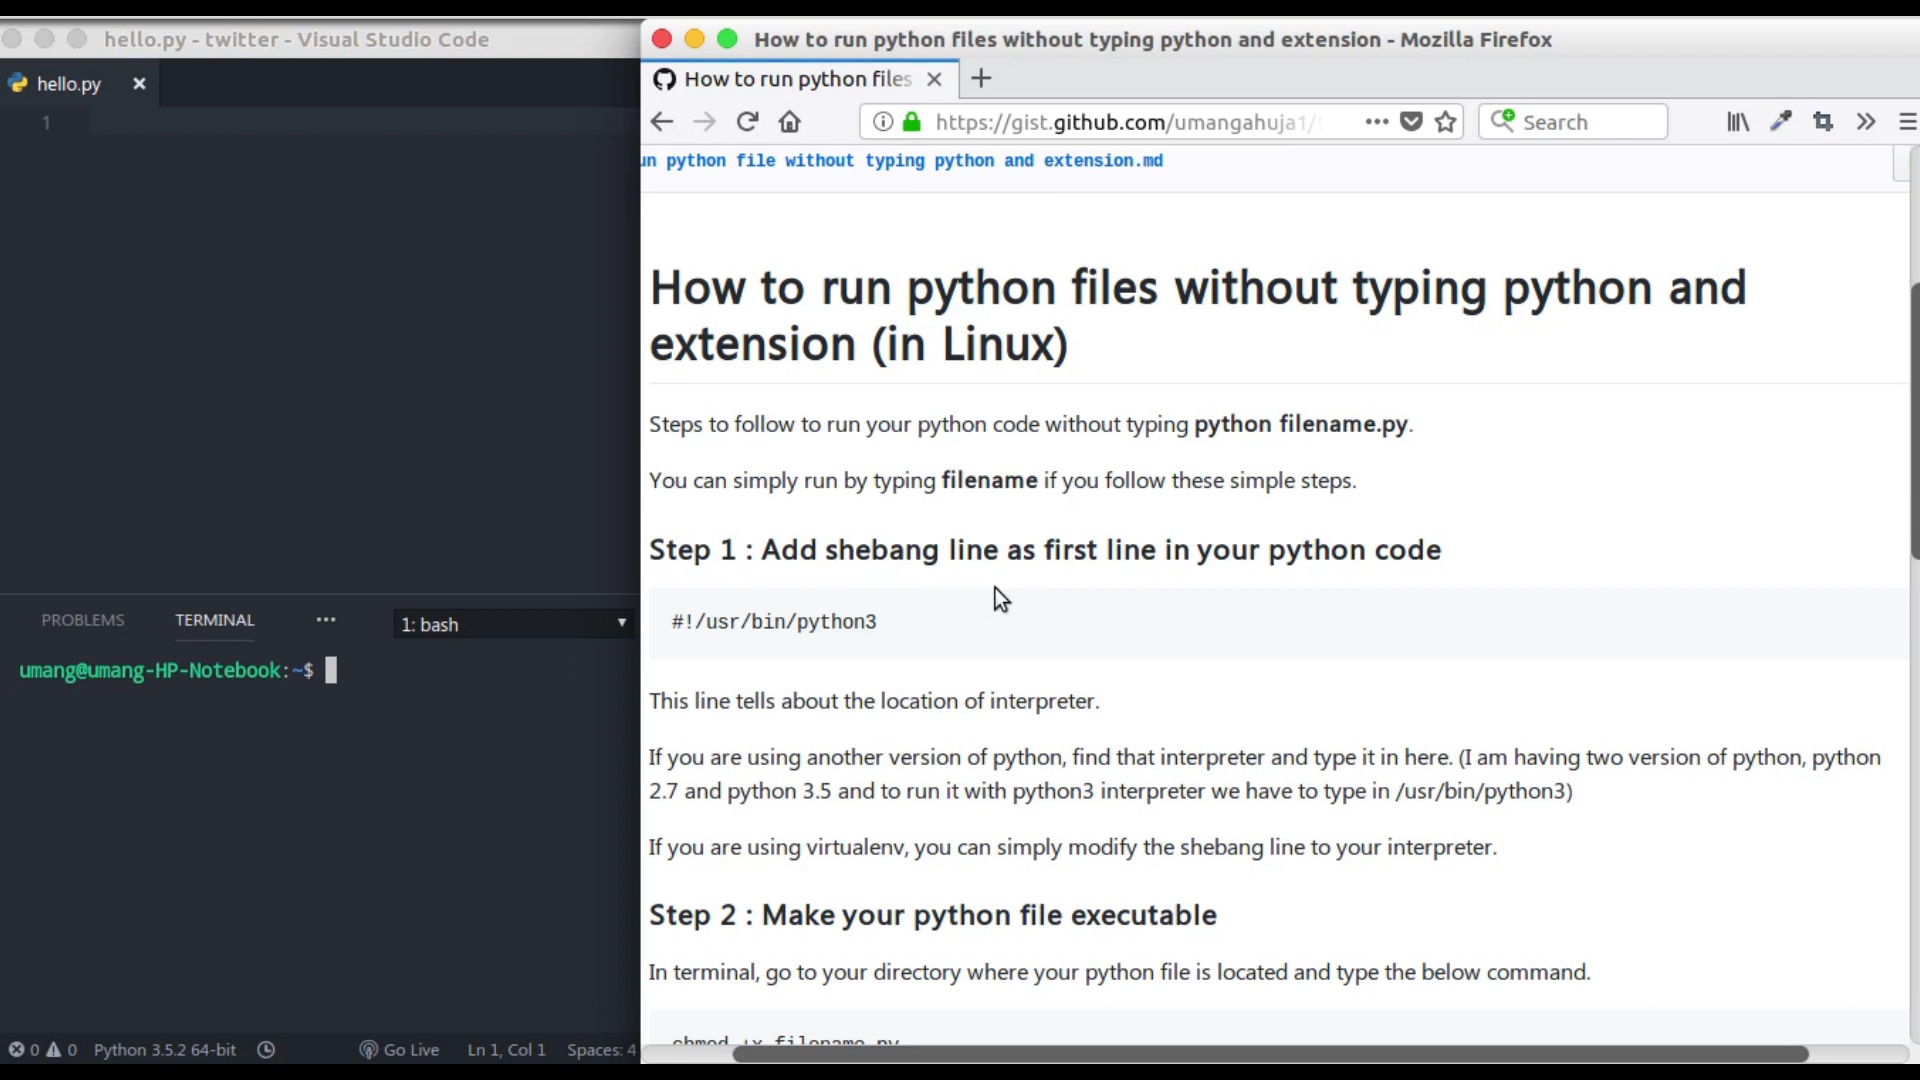 hello.py - twitter - Visual Studio Code
hello.py
1
PROBLEMS TERMINAL ••• 1: bash
umang@umang-HP-Notebook:~$
0 0 Python 3.5.2 64-bit Go Live Ln 1, Col 1 Spaces: 4
How to run python files without typing python and extension - Mozilla Firefox
How to run python files
https://gist.github.com/umangahuja1/ Search
un python file without typing python and extension.md
How to run python files without typing python and
extension (in Linux)
Steps to follow to run your python code without typing python filename.py.
You can simply run by typing filename if you follow these simple steps.
Step 1 : Add shebang line as first line in your python code
#!/usr/bin/python3
This line tells about the location of interpreter.
If you are using another version of python, find that interpreter and type it in here. (I am having two version of python, python
2.7 and python 3.5 and to run it with python3 interpreter we have to type in /usr/bin/python3)
If you are using virtualenv, you can simply modify the shebang line to your interpreter.
Step 2 : Make your python file executable
In terminal, go to your directory where your python file is located and type the below command.
chmod +x filename.py